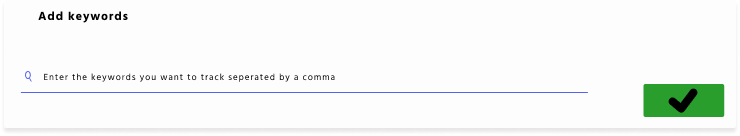 Add keywords
Enter the keywords you want to track seperated by a comma